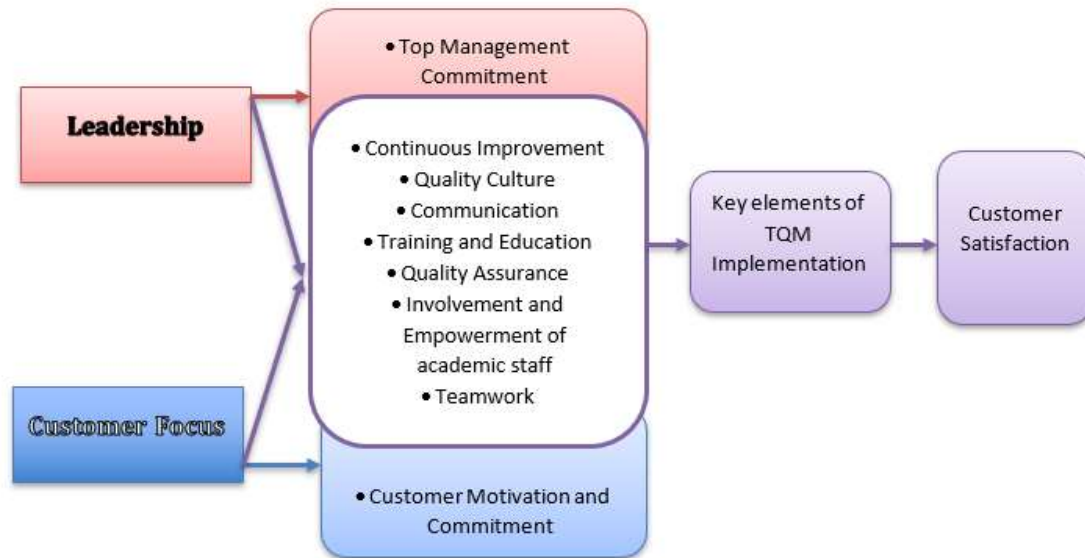 • Top Management
Commitment
Leadership
• Continuous Improvement
• Quality Culture
• Communication
• Training and Education
• Quality Assurance
• Involvement and
Empowerment of
academic staff
• Teamwork
Key elements of
TQM
Implementation
Customer
Satisfaction
Customer Focus
• Customer Motivation and
Commitment